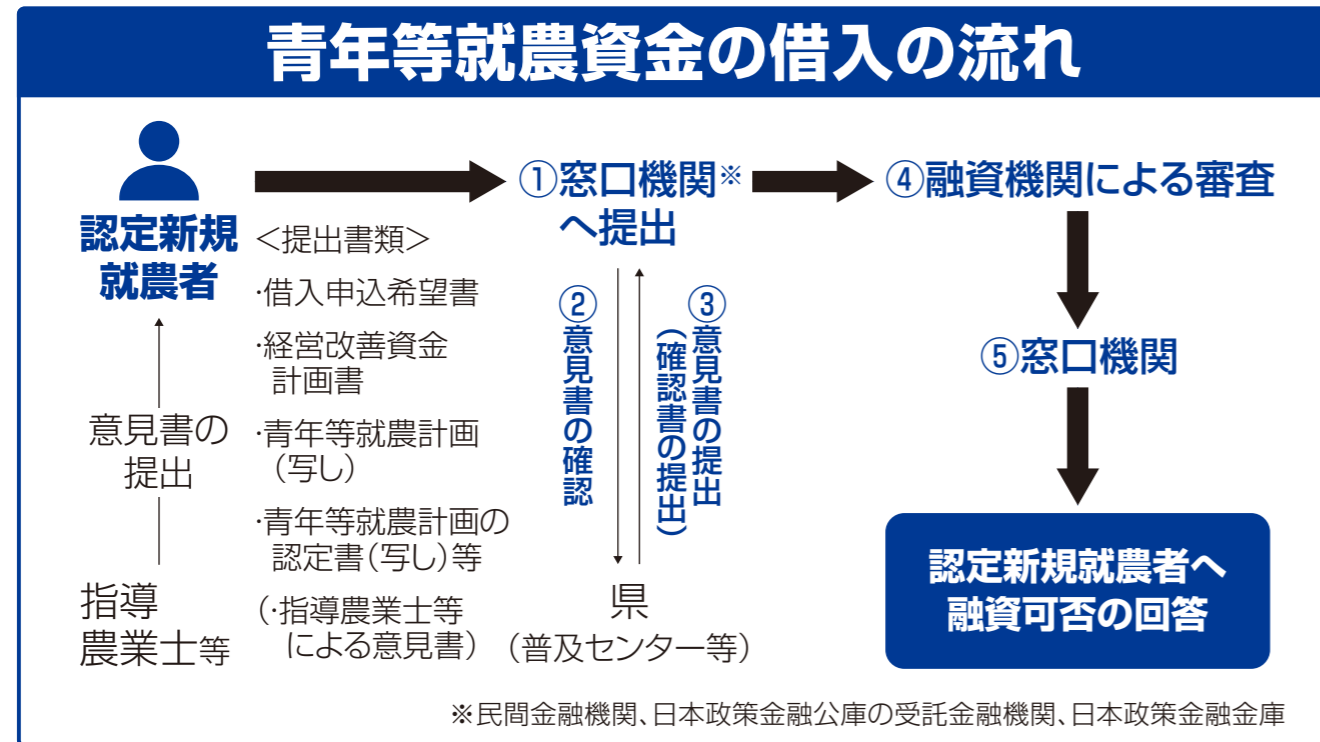 青年等就農資金の借入の流れ
認定新規
就農者
意見書の
提出
指導
農業士等
＜提出書類＞
·借入申込希望書
·経営改善資金
計画書
·青年等就農計画
（写し）
·青年等就農計画の
認定書（写し）等
（·指導農業士等
による意見書）
①窓口機関※
へ提出
②意見書の確認
③意見書の提出
（確認書の提出）
県
（普及センター等）
④融資機関による審査
⑤窓口機関
認定新規就農者へ
融資可否の回答
※民間金融機関、日本政策金融公庫の受託金融機関、日本政策金融金庫